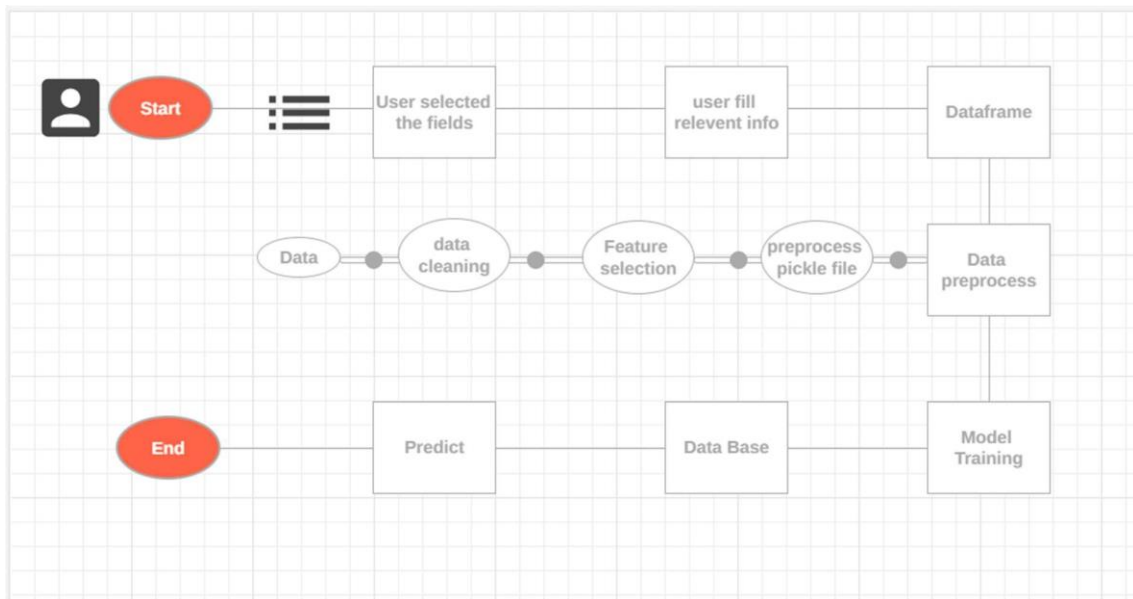 Start
User selected
the fields
user fill
relevent info
Dataframe
Data
data
cleaning
Feature
selection
preprocess
pickle file
Data
preprocess
End
Predict
Data Base
Model
Training